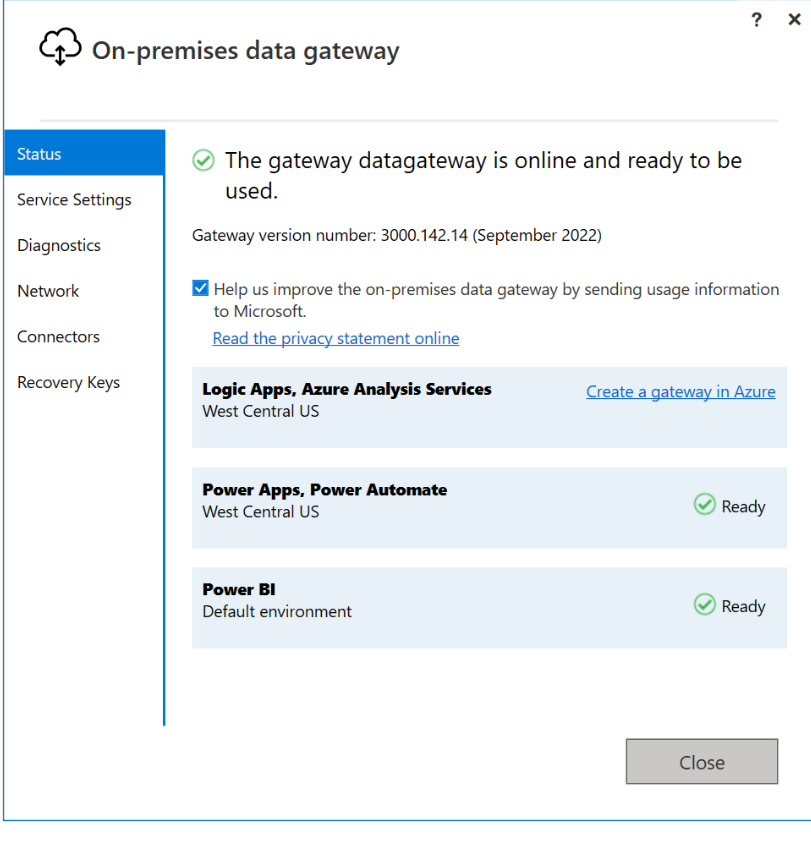 ? ×
On-premises data gateway
Status
Service Settings
Diagnostics
Network
Connectors
Recovery Keys
The gateway datagateway is online and ready to be
used.
Gateway version number: 3000.142.14 (September 2022)
Help us improve the on-premises data gateway by sending usage information
to Microsoft.
Read the privacy statement online
Logic Apps, Azure Analysis Services
West Central US
Create a gateway in Azure
Power Apps, Power Automate
West Central US
Ready
Power BI
Default environment
Ready
Close